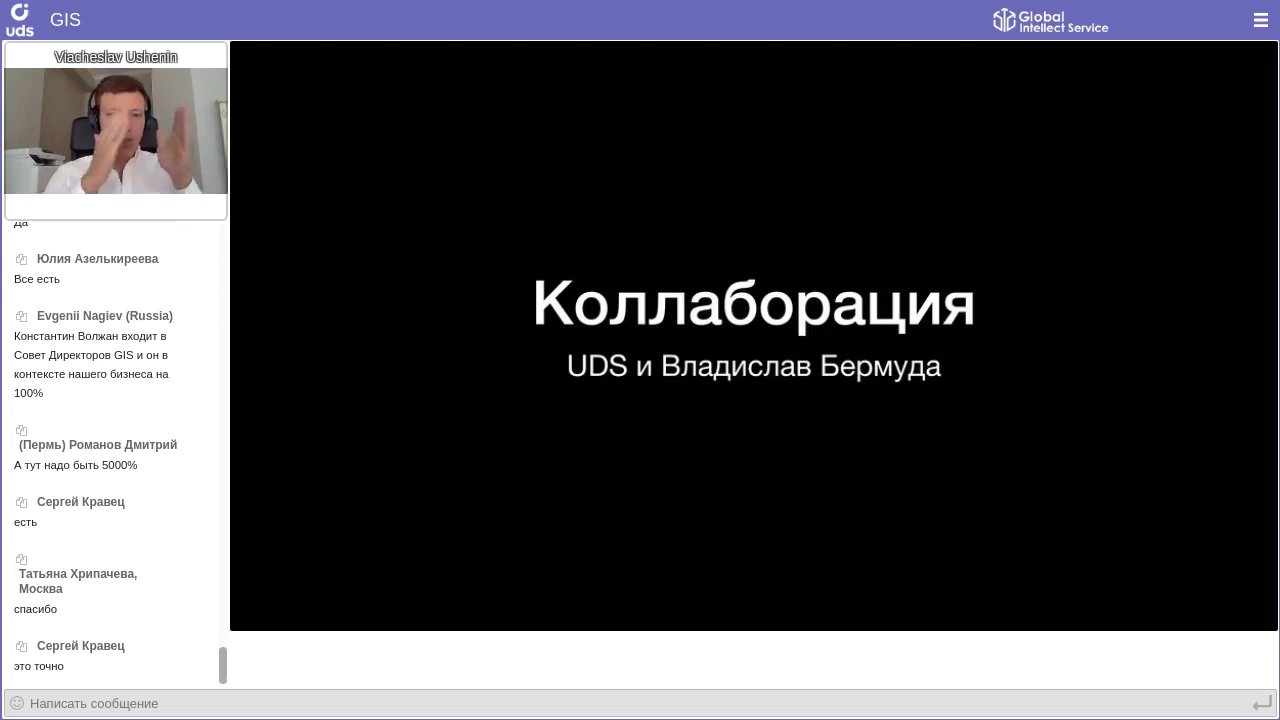 uds
GIS
Global
Intellect Service
Viacheslav Ushenin
Да
Юлия Азелькиреева
Все есть
Evgenii Nagiev (Russia)
Константин Волжан входит в
Совет Директоров GIS и он в
контексте нашего бизнеса на
100%
(Пермь) Романов Дмитрий
А тут надо быть 5000%
Сергей Кравец
есть
Татьяна Хрипачева,
Москва
спасибо
Сергей Кравец
это точно
Коллаборация
UDS и Владислав Бермуда
Написать сообщение